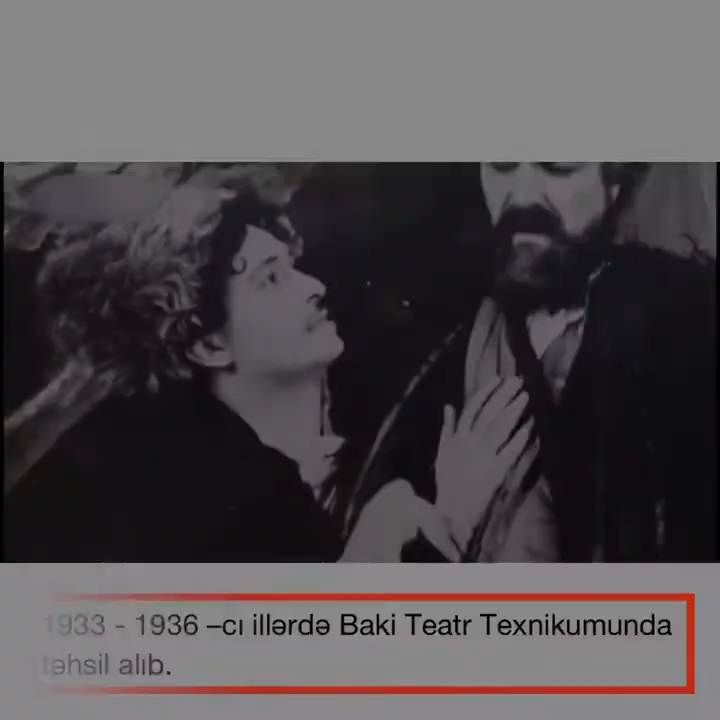 1933 - 1936 –cı illərdə Baki Teatr Texnikumunda
təhsil alıb.